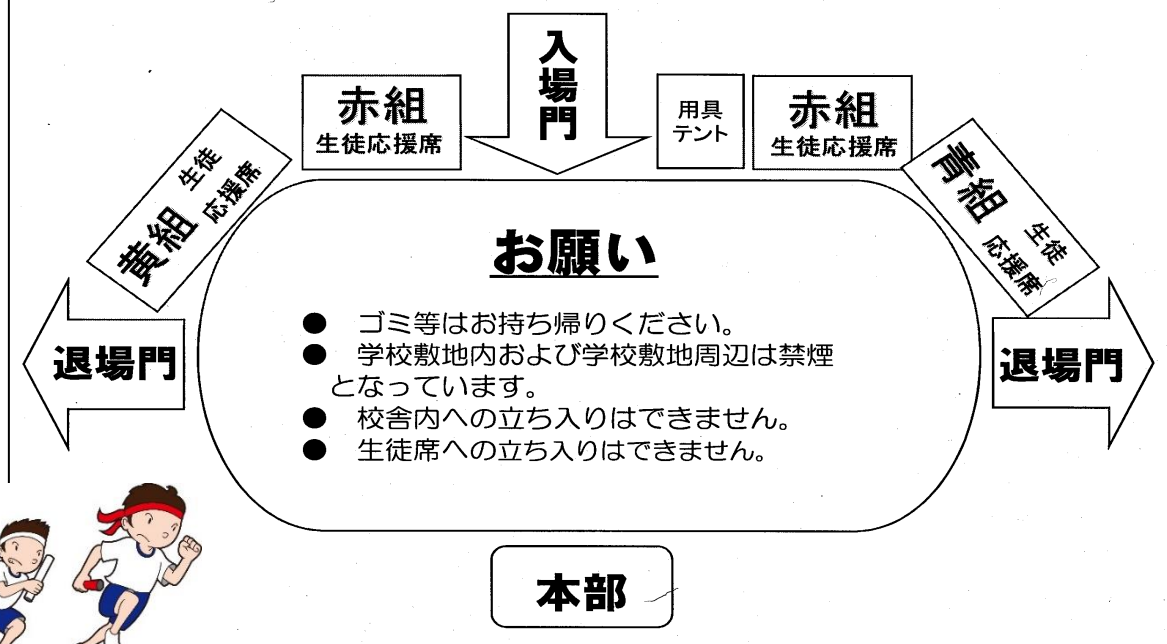 入場門
赤組
生徒応援席
用具
テント
赤組
生徒応援席
黄組
生徒
応援席
青組
生徒
応援席
退場門
退場門
お願い
● ゴミ等はお持ち帰りください。
● 学校敷地内および学校敷地周辺は禁煙
となっています。
● 校舎内への立ち入りはできません。
● 生徒席への立ち入りはできません。
本部